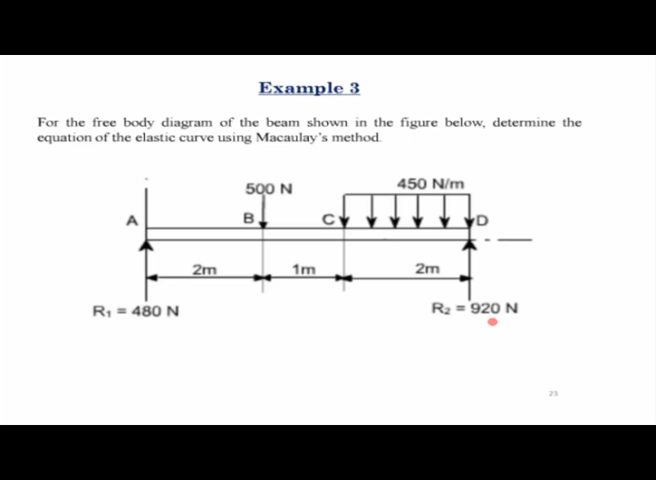 Example 3
For the free body diagram of the beam shown in the figure below, determine the
equation of the elastic curve using Macaulay's method.
500 N
450 N/m
A
B
C
D
2m
1m
2m
R₁ = 480 N
R₂ = 920 N
23